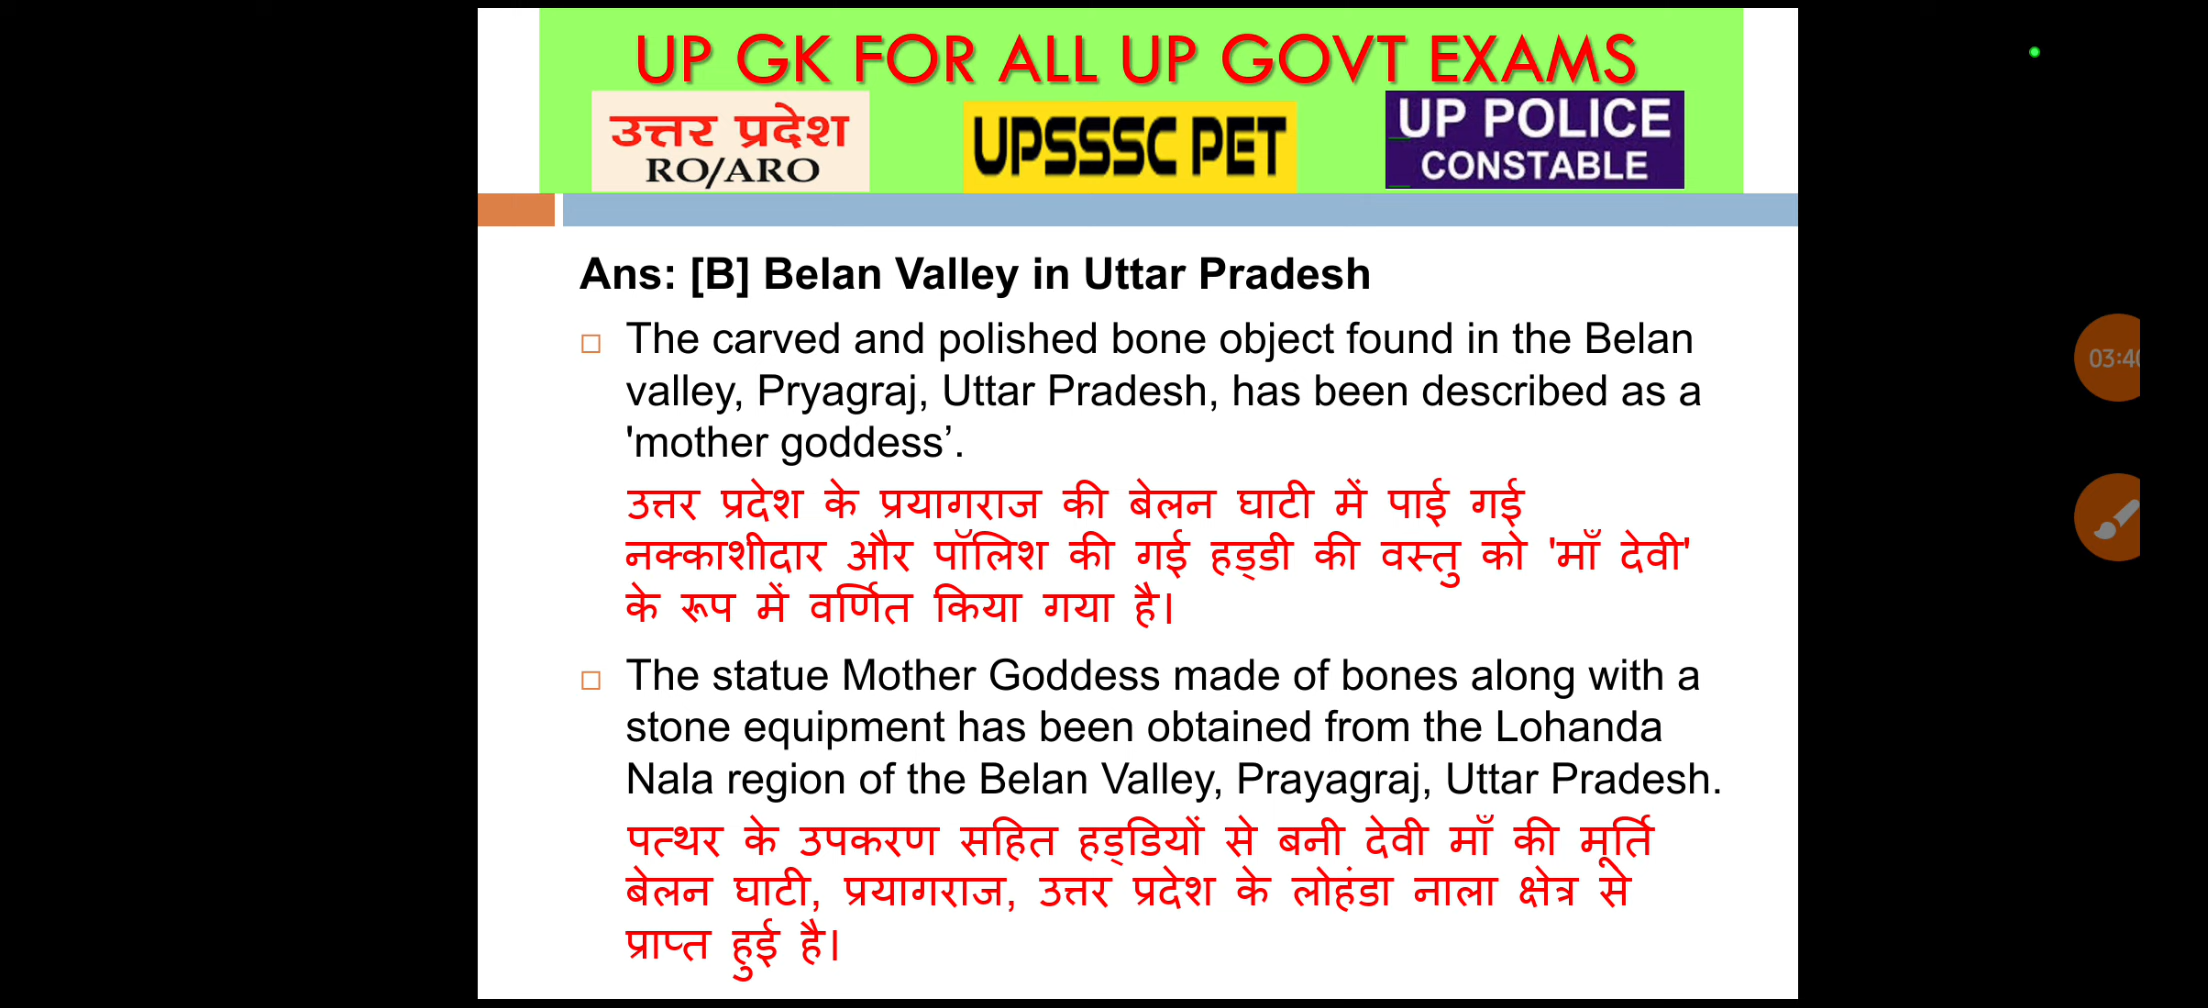 UP GK FOR ALL UP GOVT EXAMS
उत्तर प्रदेश
RO/ARO
UPSSSC PET
UP POLICE
CONSTABLE
Ans: [B] Belan Valley in Uttar Pradesh
The carved and polished bone object found in the Belan
valley, Pryagraj, Uttar Pradesh, has been described as a
'mother goddess’.
उत्तर प्रदेश के प्रयागराज की बेलन घाटी में पाई गई
नक्काशीदार और पॉलिश की गई हड्डी की वस्तु को 'माँ देवी'
के रूप में वर्णित किया गया है।
The statue Mother Goddess made of bones along with a
stone equipment has been obtained from the Lohanda
Nala region of the Belan Valley, Prayagraj, Uttar Pradesh.
पत्थर के उपकरण सहित हड्डियों से बनी देवी माँ की मूर्ति
बेलन घाटी, प्रयागराज, उत्तर प्रदेश के लोहंडा नाला क्षेत्र से
प्राप्त हुई है।